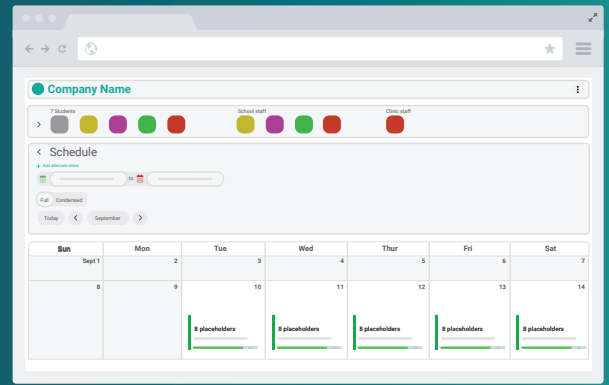 Company Name
7 Students School staff Clinic staff
Schedule
+ Add alternate dates
to
Full Condensed
Today September
Sun Mon Tue Wed Thur Fri Sat
Sept 1 2 3 4 5 6 7
8 9 10 11 12 13 14
8 placeholders 8 placeholders 8 placeholders 8 placeholders 8 placeholders